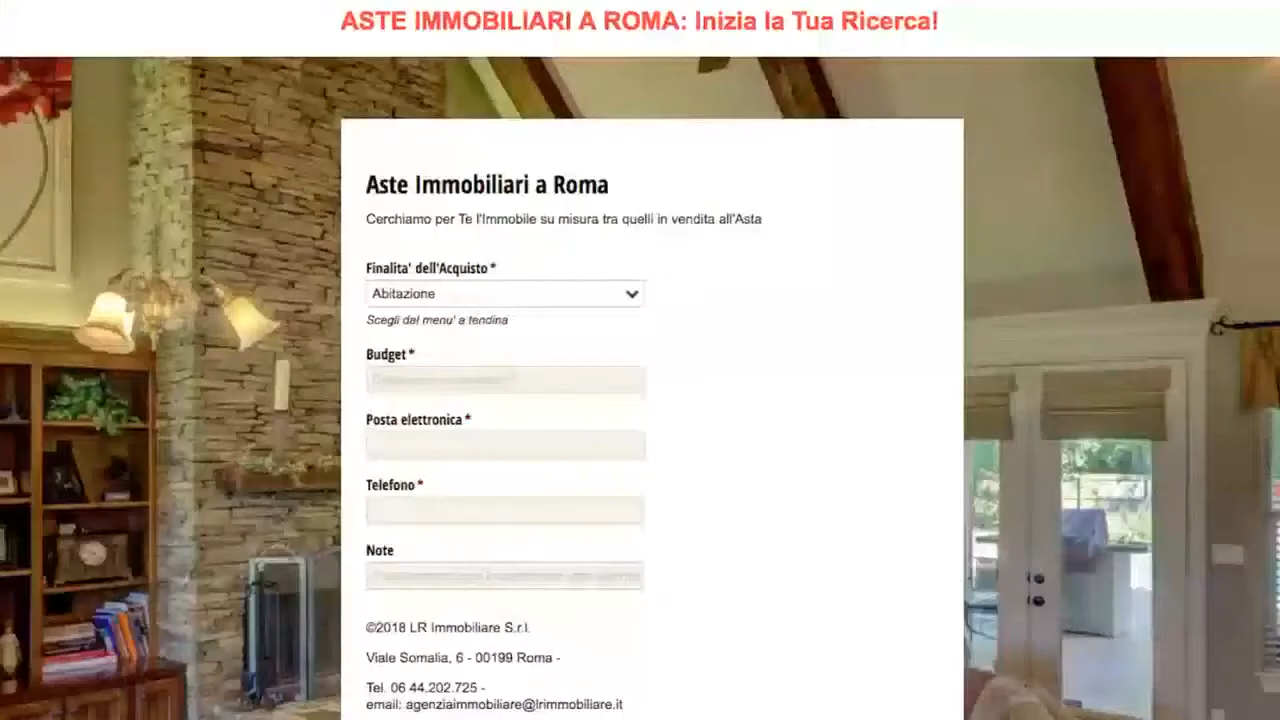 ASTE IMMOBILIARI A ROMA: Inizia la Tua Ricerca!
Aste Immobiliari a Roma
Cerchiamo per Te l'Immobile su misura tra quelli in vendita all'Asta
Finalita' dell'Acquisto *
Abitazione
Scegli dal menu' a tendina
Budget *
Posta elettronica *
Telefono *
Note
©2018 LR Immobiliare S.r.l.
Viale Somalia, 6 - 00199 Roma -
Tel. 06 44.202.725 -
email: agenziaimmobiliare@lrimmobiliare.it